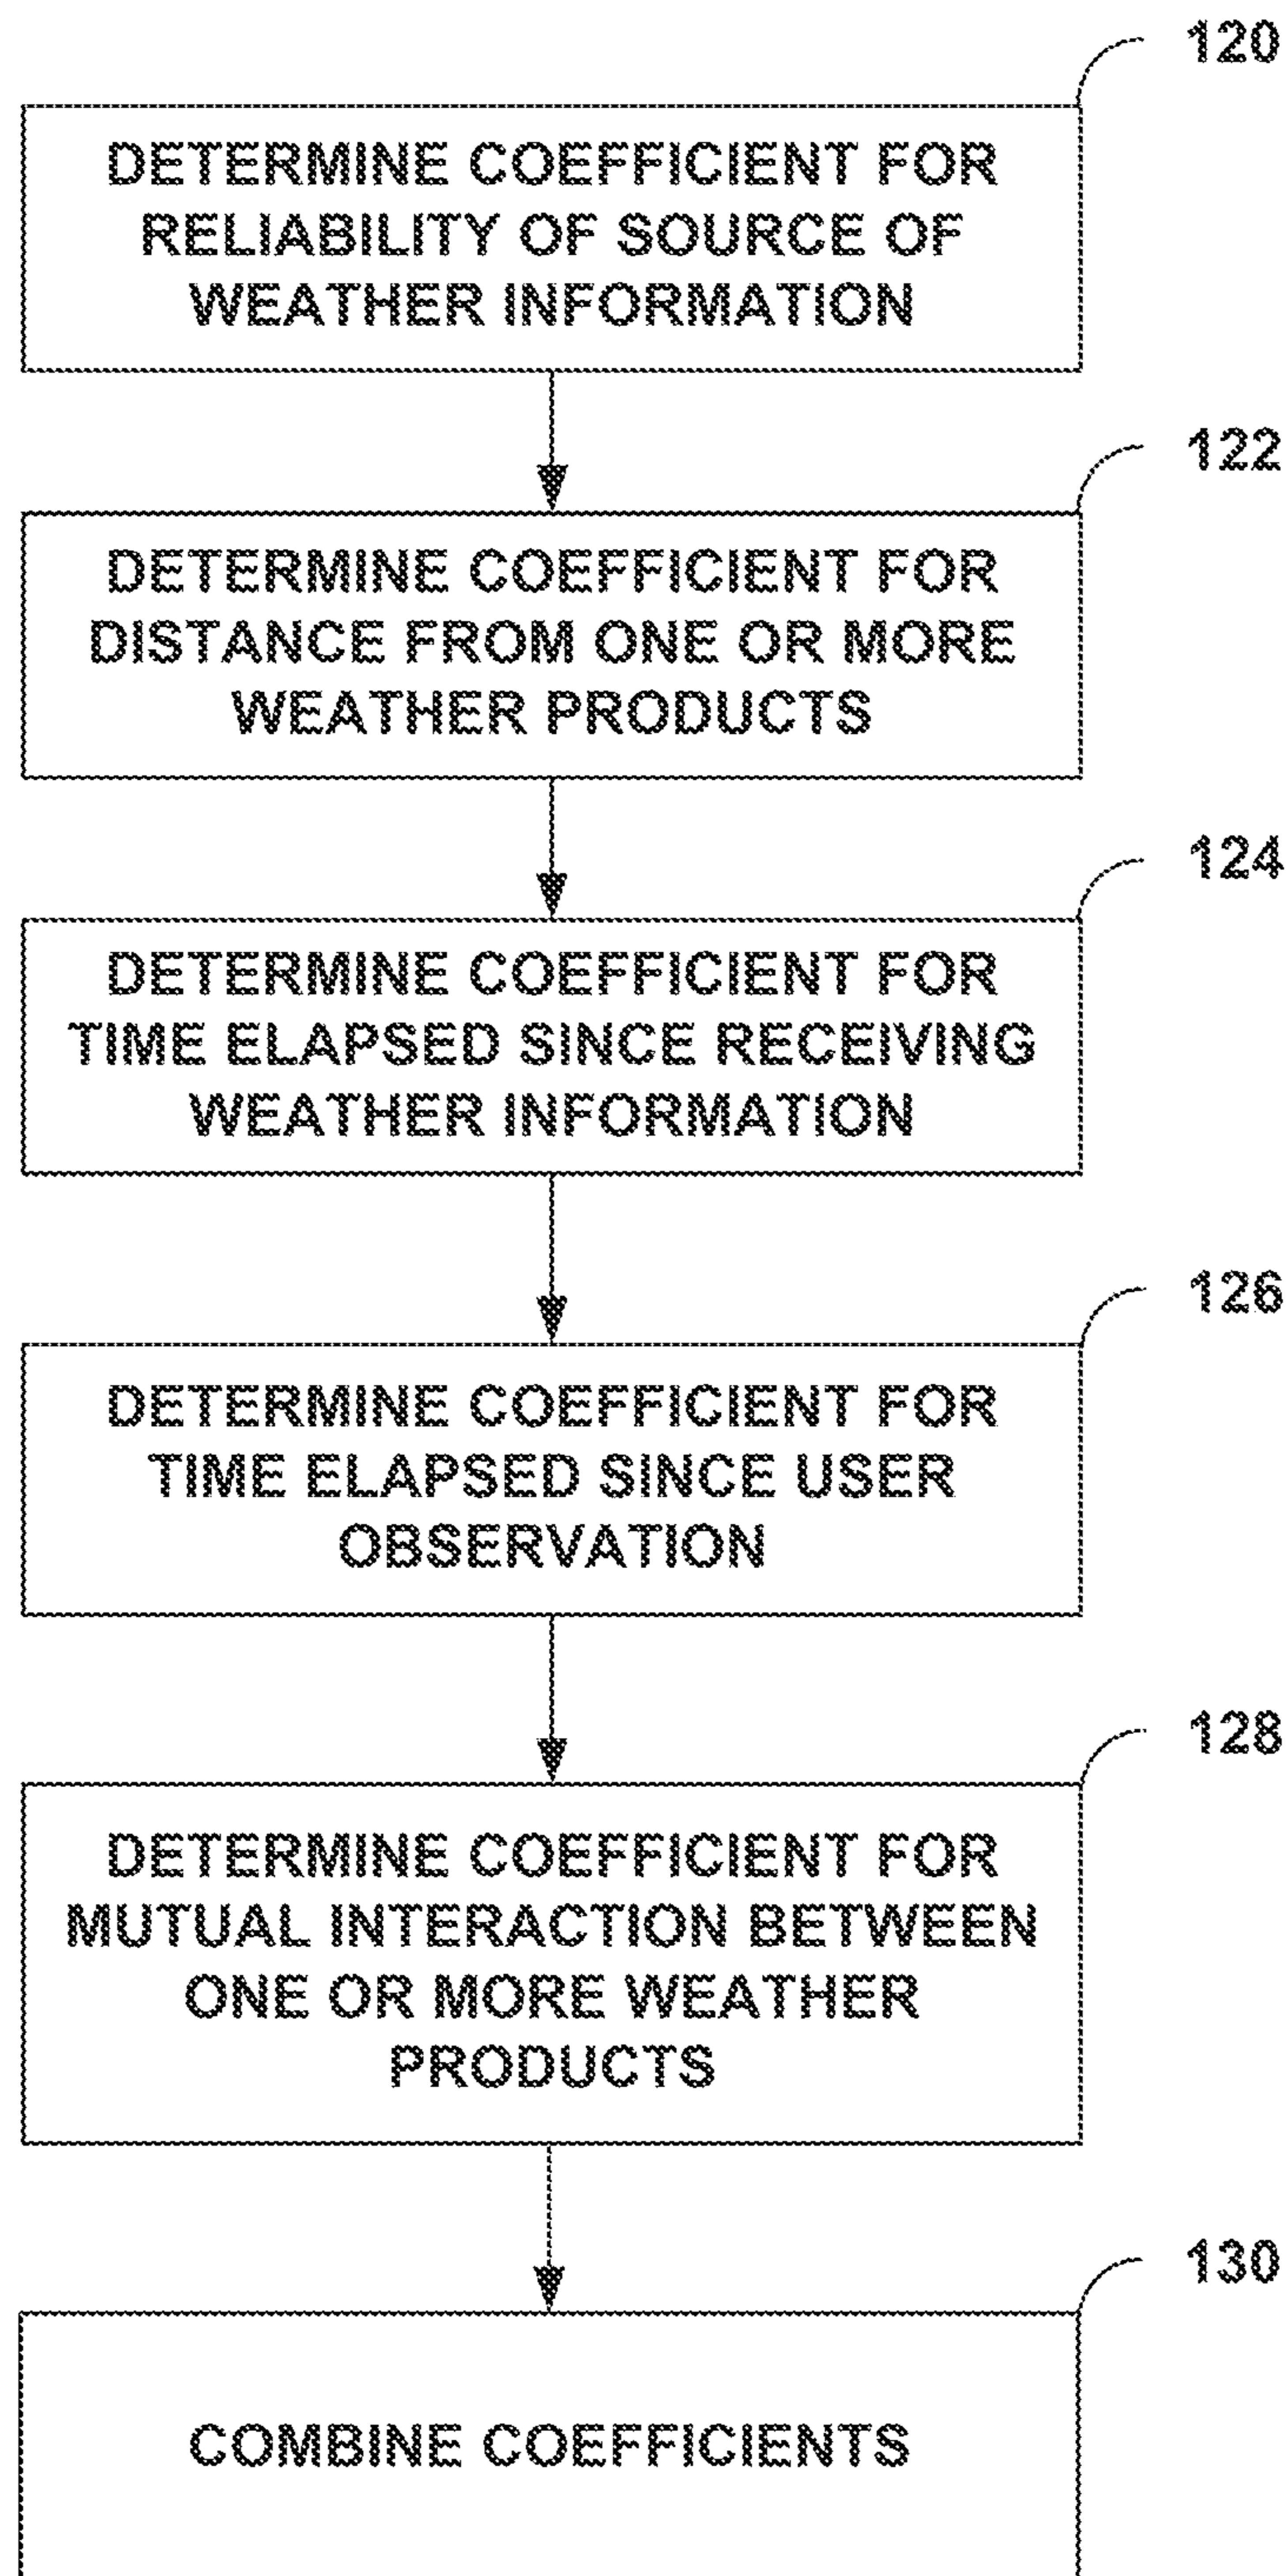 120
DETERMINE COEFFICIENT FOR
RELIABILITY OF SOURCE OF
WEATHER INFORMATION
122
DETERMINE COEFFICIENT FOR
DISTANCE FROM ONE OR MORE
WEATHER PRODUCTS
124
DETERMINE COEFFICIENT FOR
TIME ELAPSED SINCE RECEIVING
WEATHER INFORMATION
126
DETERMINE COEFFICIENT FOR
TIME ELAPSED SINCE USER
OBSERVATION
128
DETERMINE COEFFICIENT FOR
MUTUAL INTERACTION BETWEEN
ONE OR MORE WEATHER
PRODUCTS
130
COMBINE COEFFICIENTS